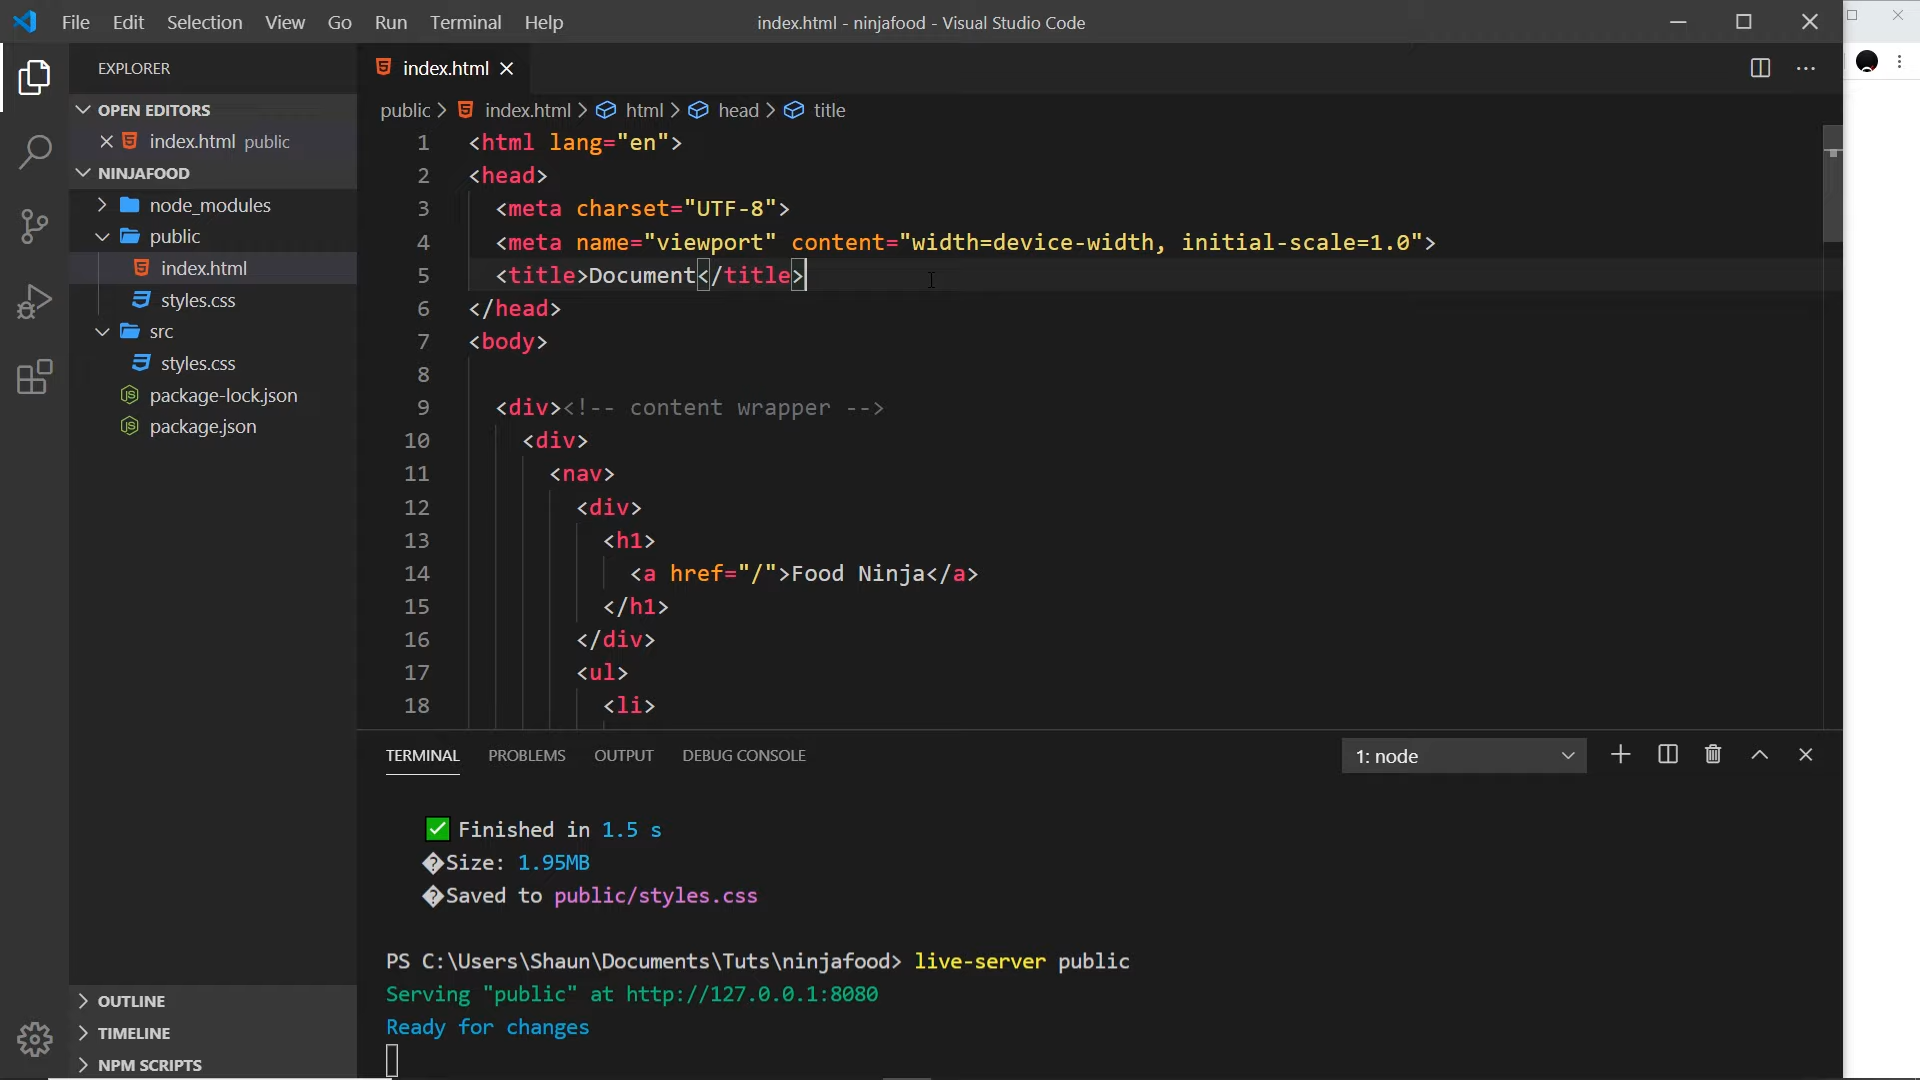 File Edit Selection View Go Run Terminal Help
index.html - ninjafood - Visual Studio Code
EXPLORER
OPEN EDITORS
index.html public
NINJAFOOD
node_modules
public
index.html
styles.css
src
styles.css
package-lock.json
package.json
OUTLINE
TIMELINE
NPM SCRIPTS
index.html
public > index.html > html > head > title
1 <html lang="en">
2 <head>
3 <meta charset="UTF-8">
4 <meta name="viewport" content="width=device-width, initial-scale=1.0">
5 <title>Document</title>
6 </head>
7 <body>
8
9 <div><!-- content wrapper -->
10 <div>
11 <nav>
12 <div>
13 <h1>
14 <a href="/">Food Ninja</a>
15 </h1>
16 </div>
17 <ul>
18 <li>
TERMINAL PROBLEMS OUTPUT DEBUG CONSOLE
1: node
✅ Finished in 1.5 s
�Size: 1.95MB
�Saved to public/styles.css
PS C:\Users\Shaun\Documents\Tuts\ninjafood> live-server public
Serving "public" at http://127.0.0.1:8080
Ready for changes